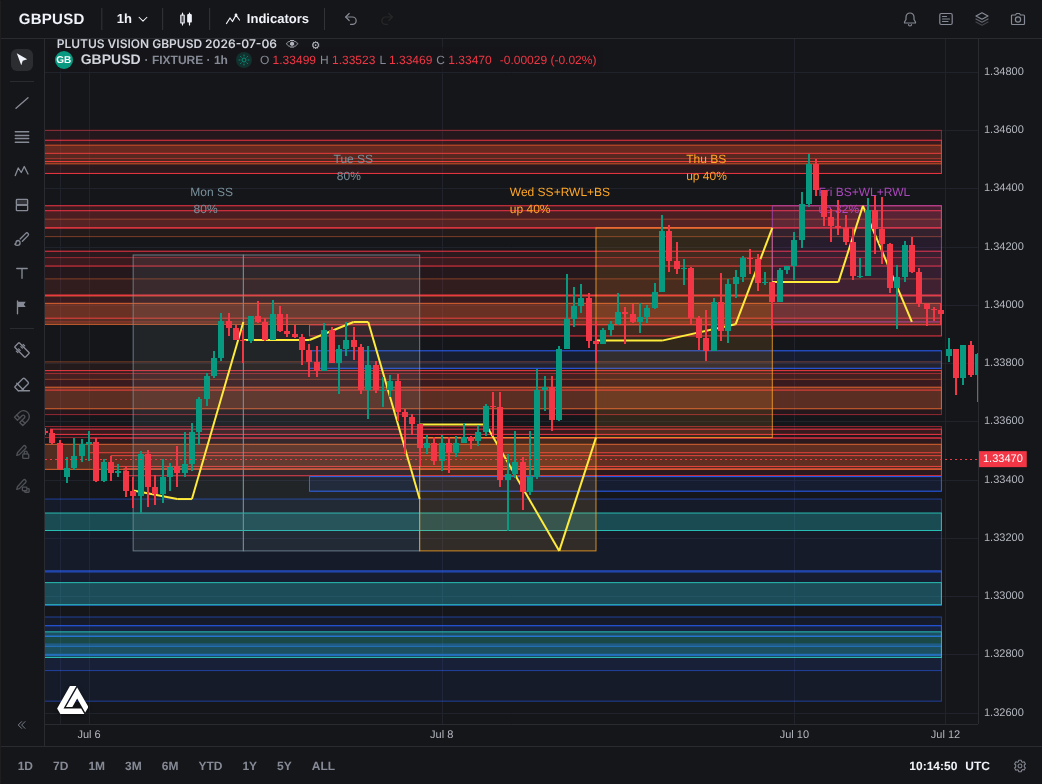 GBPUSD 1h Indicators
PLUTUS VISION GBPUSD 2026-07-06
GB GBPUSD · FIXTURE · 1h O 1.33499 H 1.33523 L 1.33469 C 1.33470 -0.00029 (-0.02%)
1.34800
1.34600
Tue SS
80%
Thu BS
up 40%
Mon SS
80%
Wed SS+RWL+BS
up 40%
Fri BS+WL+RWL
32%
1.34400
1.34200
1.34000
1.33800
1.33600
1.33470
1.33400
1.33200
1.33000
1.32800
1.32600
Jul 6 Jul 8 Jul 10 Jul 12
1D 7D 1M 3M 6M YTD 1Y 5Y ALL 10:14:50 UTC